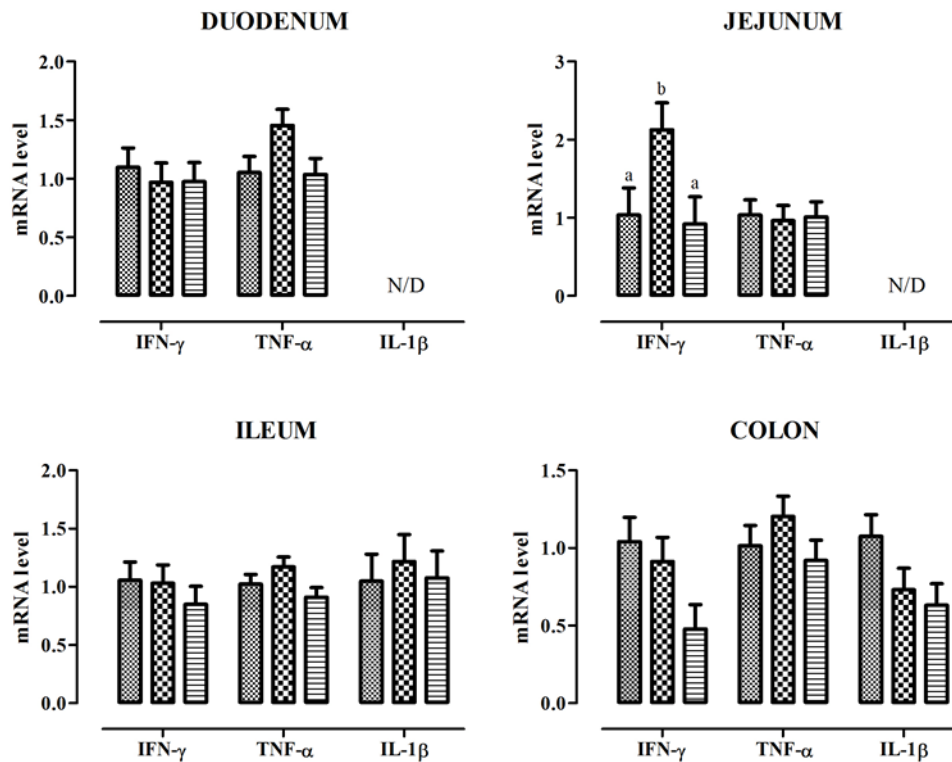 DUODENUM
mRNA level
2.0
1.5
1.0
0.5
0.0
N/D
IFN-γ TNF-α IL-1β
JEJUNUM
mRNA level
3
2
1
0
a
b
a
N/D
IFN-γ TNF-α IL-1β
ILEUM
mRNA level
2.0
1.5
1.0
0.5
0.0
IFN-γ TNF-α IL-1β
COLON
mRNA level
1.5
1.0
0.5
0.0
IFN-γ TNF-α IL-1β